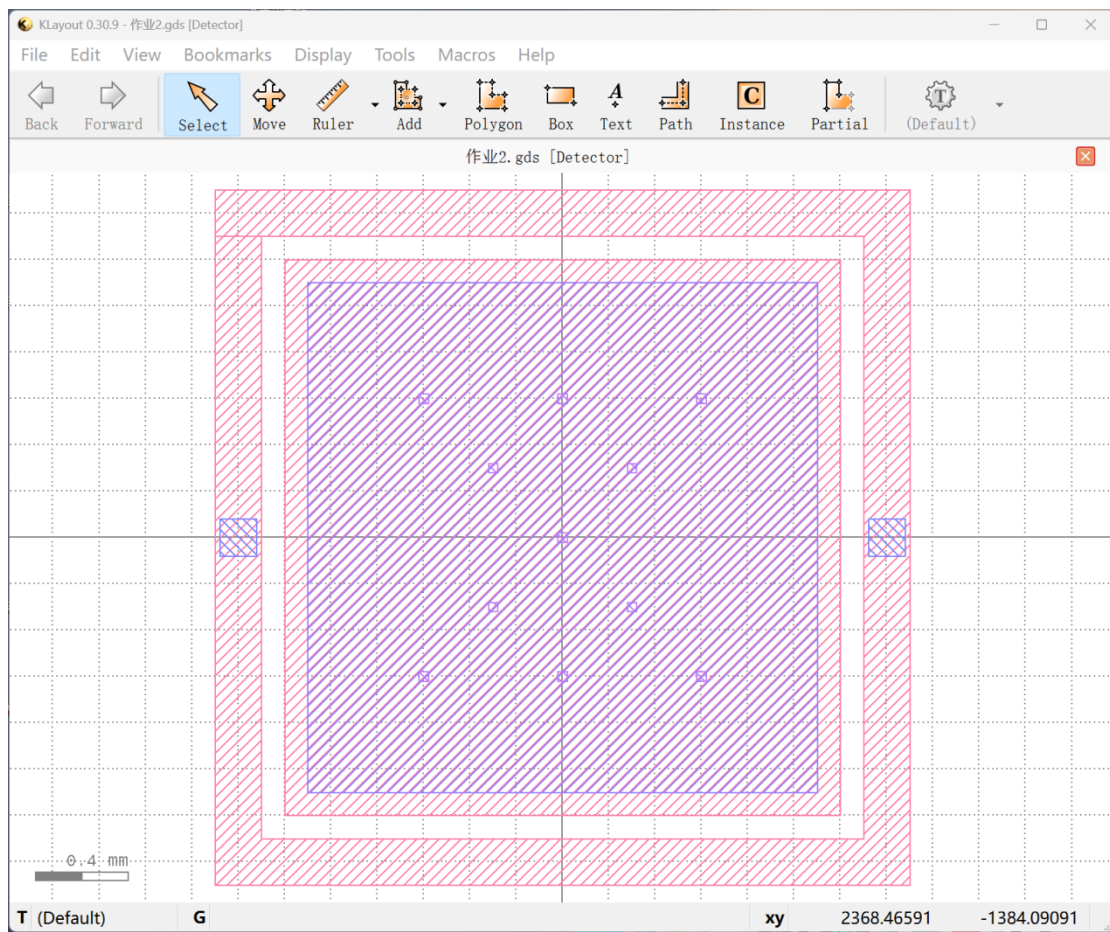 KLayout 0.30.9 - 作业2.gds [Detector]
File Edit View Bookmarks Display Tools Macros Help
Back Forward Select Move Ruler Add Polygon Box Text Path Instance Partial (Default)
作业2.gds [Detector]
0.4 mm
T (Default) G xy 2368.46591 -1384.09091